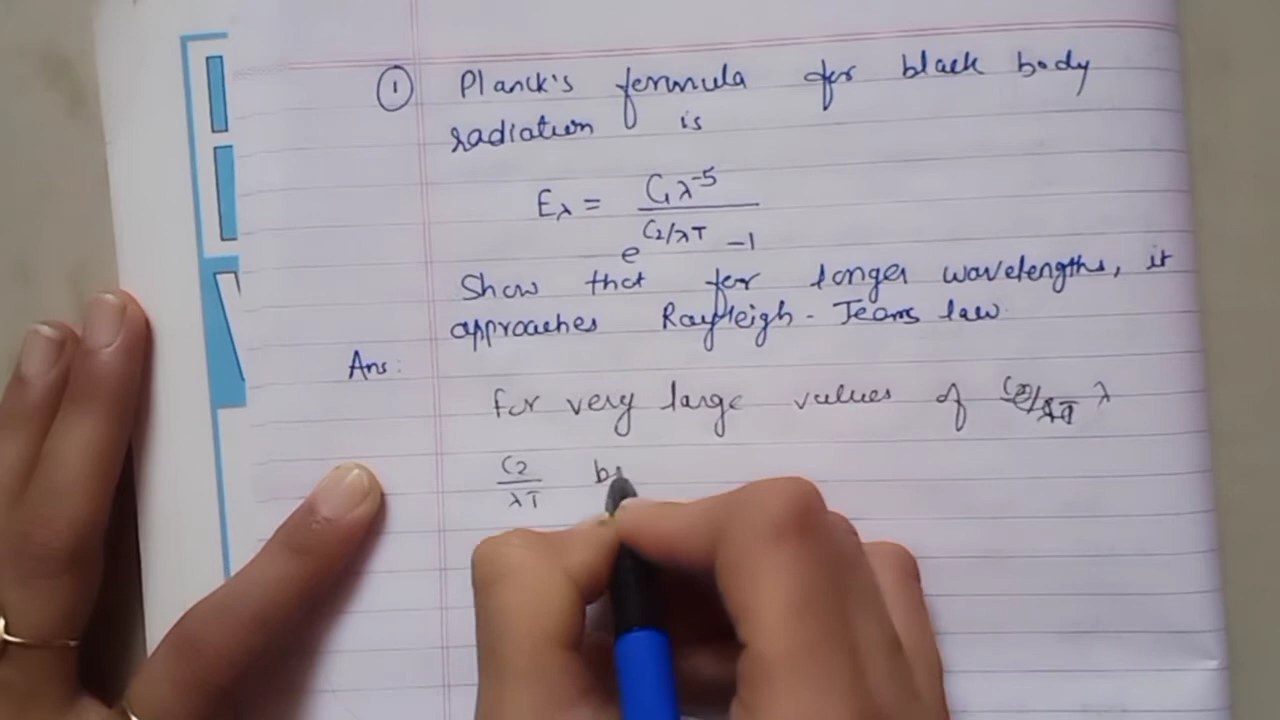 ① Planck's formula for black body
radiation is
Eλ = C₁λ⁻⁵ / e^(C₂/λT) - 1
Show that for longer wavelengths, it
approaches Rayleigh - Jeans law.
Ans:
for very large values of λ
C₂/λT